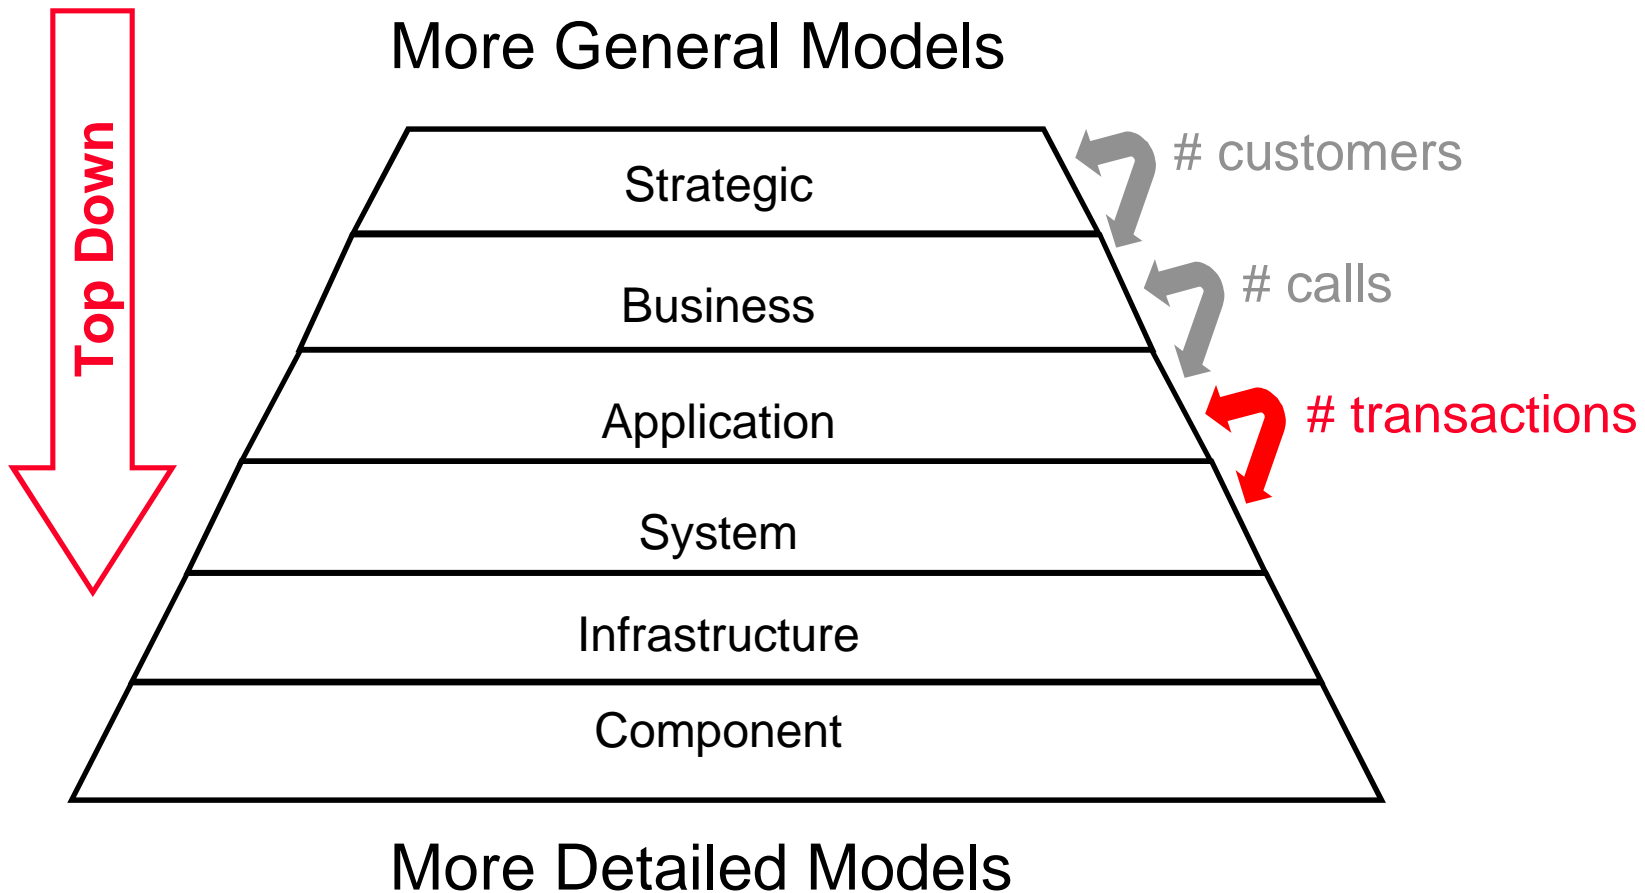 More General Models
Top Down
Strategic
# customers
Business
# calls
Application
# transactions
System
Infrastructure
Component
More Detailed Models